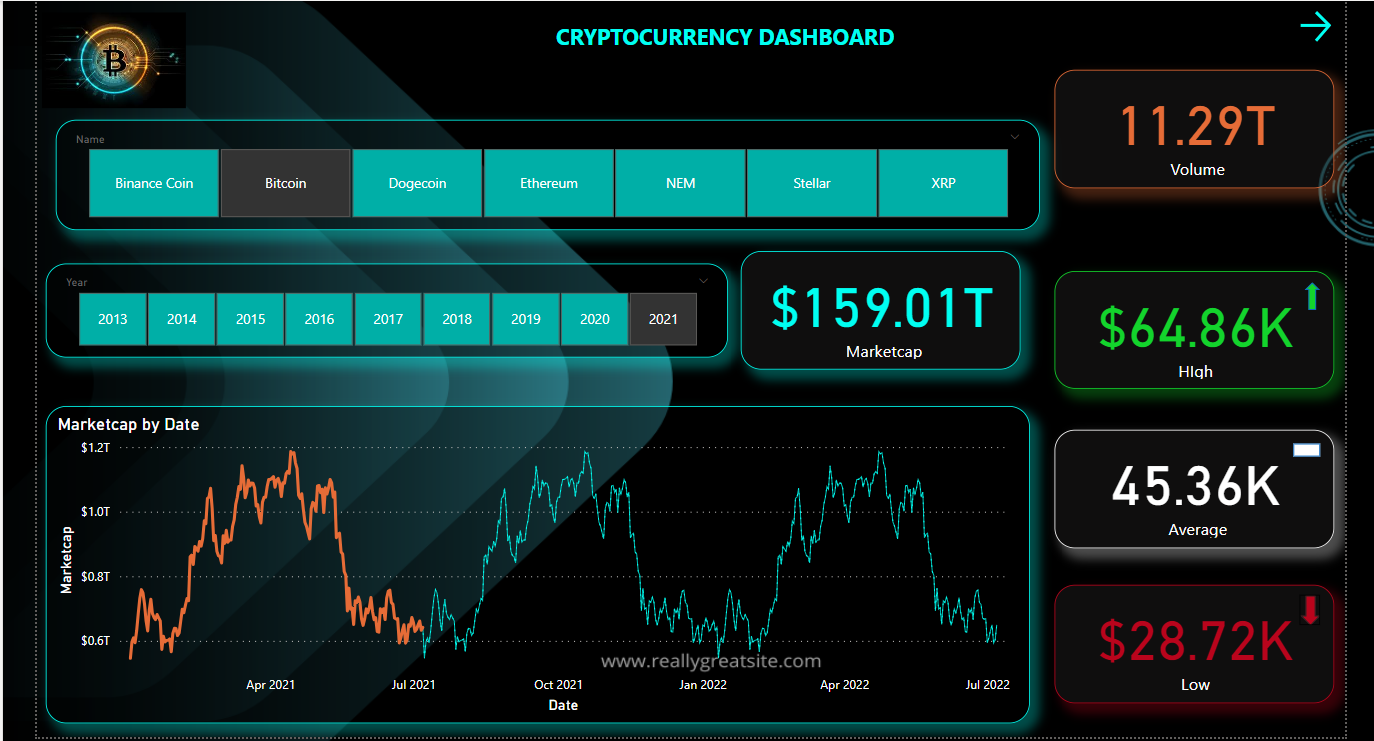 CRYPTOCURRENCY DASHBOARD
Name
Binance Coin Bitcoin Dogecoin Ethereum NEM Stellar XRP
11.29T
Volume
Year
2013 2014 2015 2016 2017 2018 2019 2020 2021
$159.01T
Marketcap
$64.86K
HIgh
Marketcap by Date
Marketcap
$1.2T
$1.0T
$0.8T
$0.6T
Apr 2021 Jul 2021 Oct 2021 Jan 2022 Apr 2022 Jul 2022
Date
www.reallygreatsite.com
45.36K
Average
$28.72K
Low